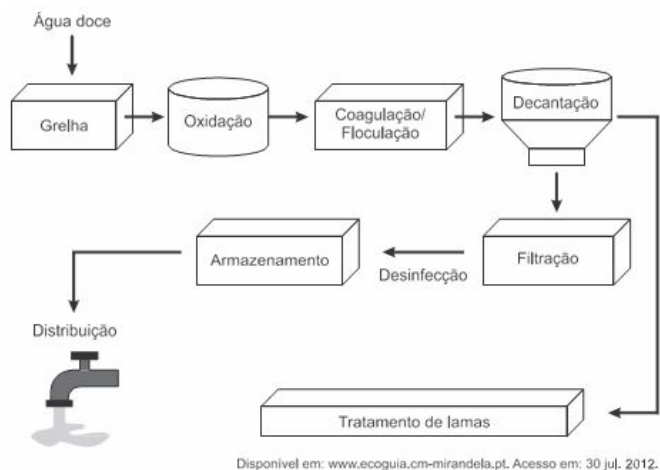 Água doce
Grelha
Oxidação
Coagulação/
Floculação
Decantação
Armazenamento
Desinfecção
Filtração
Distribuição
Tratamento de lamas
Disponível em: www.ecoguia.cm-mirandela.pt. Acesso em: 30 jul. 2012.